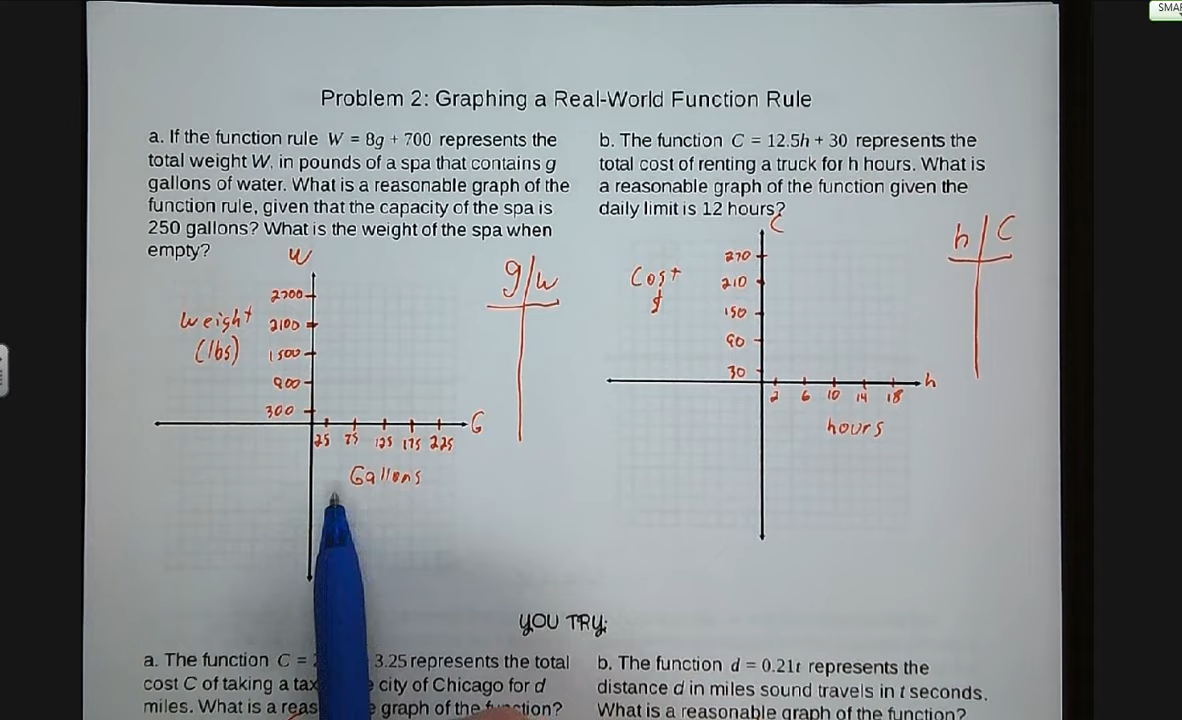 SMAR
Problem 2: Graphing a Real-World Function Rule
a. If the function rule W = 8g + 700 represents the
total weight W, in pounds of a spa that contains g
gallons of water. What is a reasonable graph of the
function rule, given that the capacity of the spa is
250 gallons? What is the weight of the spa when
empty?
W
2700
Weight 2100
(lbs) 1500
900
300
G
25 75 125 175 225
Gallons
g/w
b. The function C = 12.5h + 30 represents the
total cost of renting a truck for h hours. What is
a reasonable graph of the function given the
daily limit is 12 hours?
C
270
Cost 210
$ 150
90
30
h
2 6 10 14 18
hours
h/C
YOU TRY:
a. The function C = 3.25 represents the total
cost C of taking a city of Chicago for d
miles. What is a graph of the function?
b. The function d = 0.21t represents the
distance d in miles sound travels in t seconds.
What is a reasonable graph of the function?